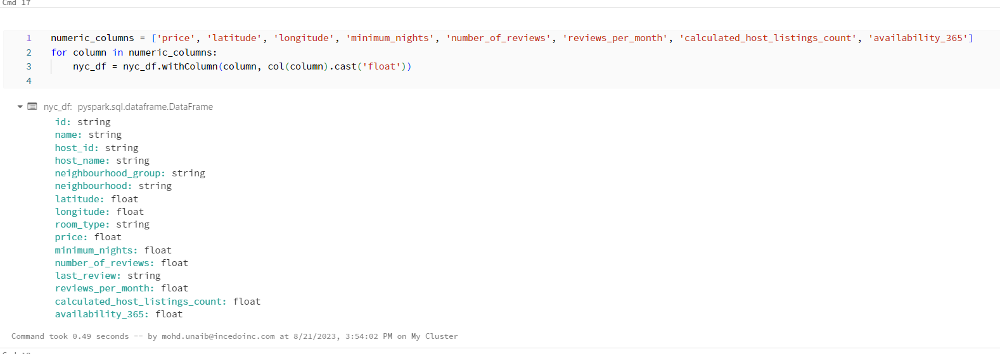 Cmd 17
1 numeric_columns = ['price', 'latitude', 'longitude', 'minimum_nights', 'number_of_reviews', 'reviews_per_month', 'calculated_host_listings_count', 'availability_365']
2 for column in numeric_columns:
3 nyc_df = nyc_df.withColumn(column, col(column).cast('float'))
4
nyc_df: pyspark.sql.dataframe.DataFrame
id: string
name: string
host_id: string
host_name: string
neighbourhood_group: string
neighbourhood: string
latitude: float
longitude: float
room_type: string
price: float
minimum_nights: float
number_of_reviews: float
last_review: string
reviews_per_month: float
calculated_host_listings_count: float
availability_365: float
Command took 0.49 seconds -- by mohd.unaib@incedoinc.com at 8/21/2023, 3:54:02 PM on My Cluster